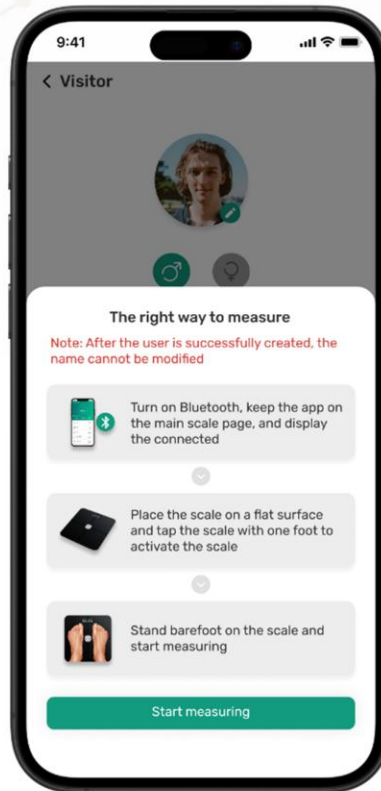 9:41
Visitor
The right way to measure
Note: After the user is successfully created, the
name cannot be modified
Turn on Bluetooth, keep the app on
the main scale page, and display
the connected
Place the scale on a flat surface
and tap the scale with one foot to
activate the scale
Stand barefoot on the scale and
start measuring
Start measuring